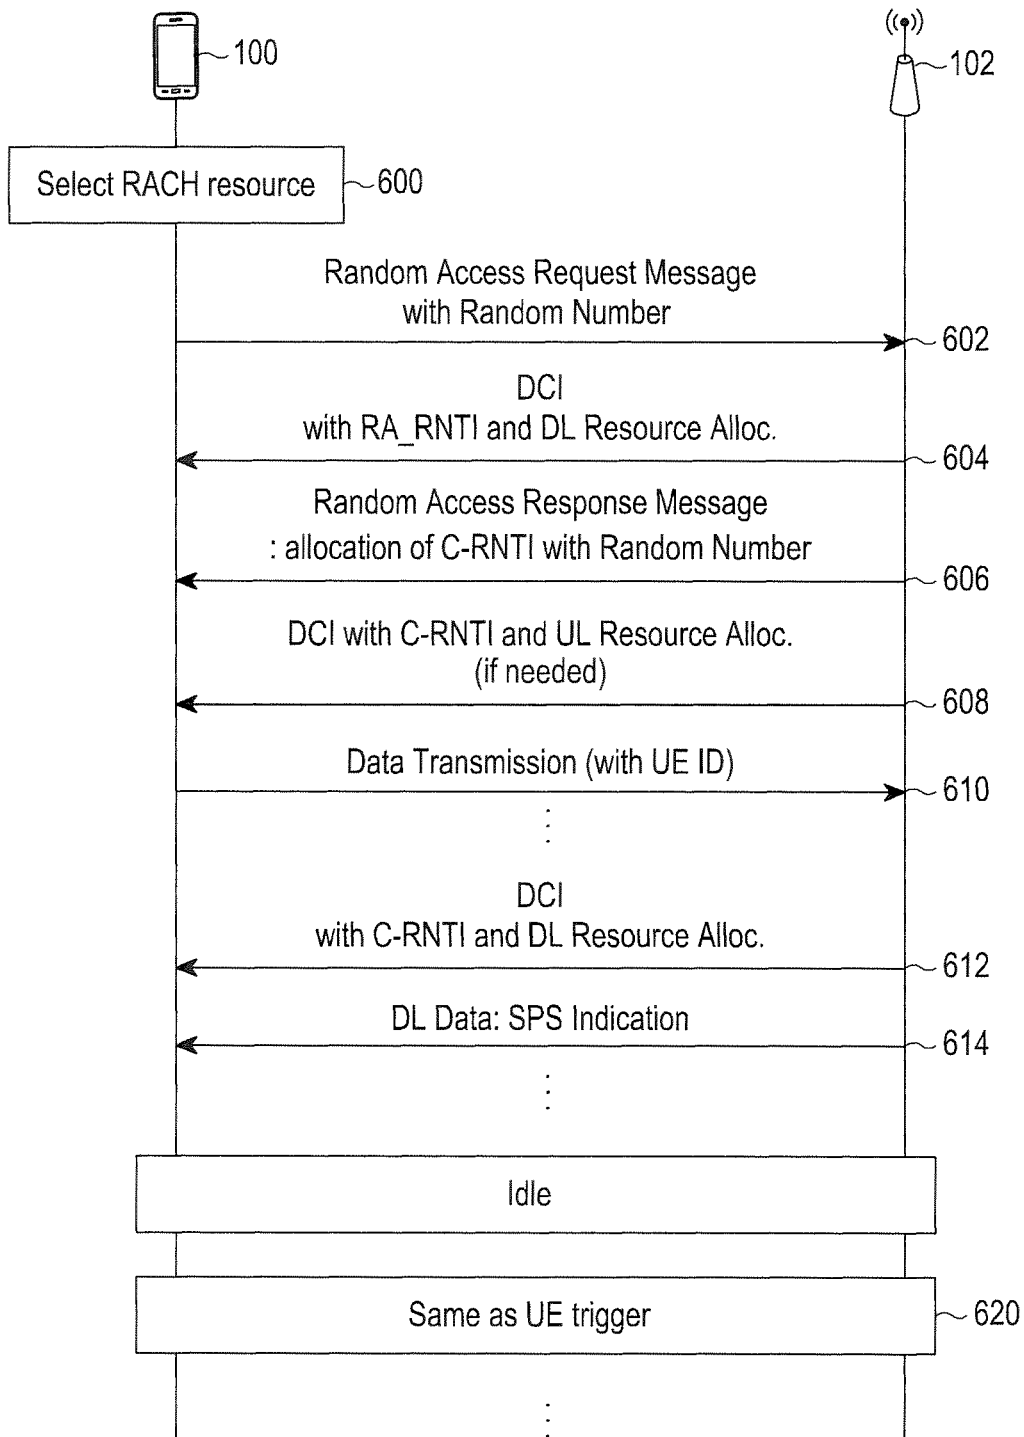 100
102
Select RACH resource
600
Random Access Request Message
with Random Number
602
DCI
with RA_RNTI and DL Resource Alloc.
604
Random Access Response Message
: allocation of C-RNTI with Random Number
606
DCI with C-RNTI and UL Resource Alloc.
(if needed)
608
Data Transmission (with UE ID)
610
DCI
with C-RNTI and DL Resource Alloc.
612
DL Data: SPS Indication
614
Idle
Same as UE trigger
620